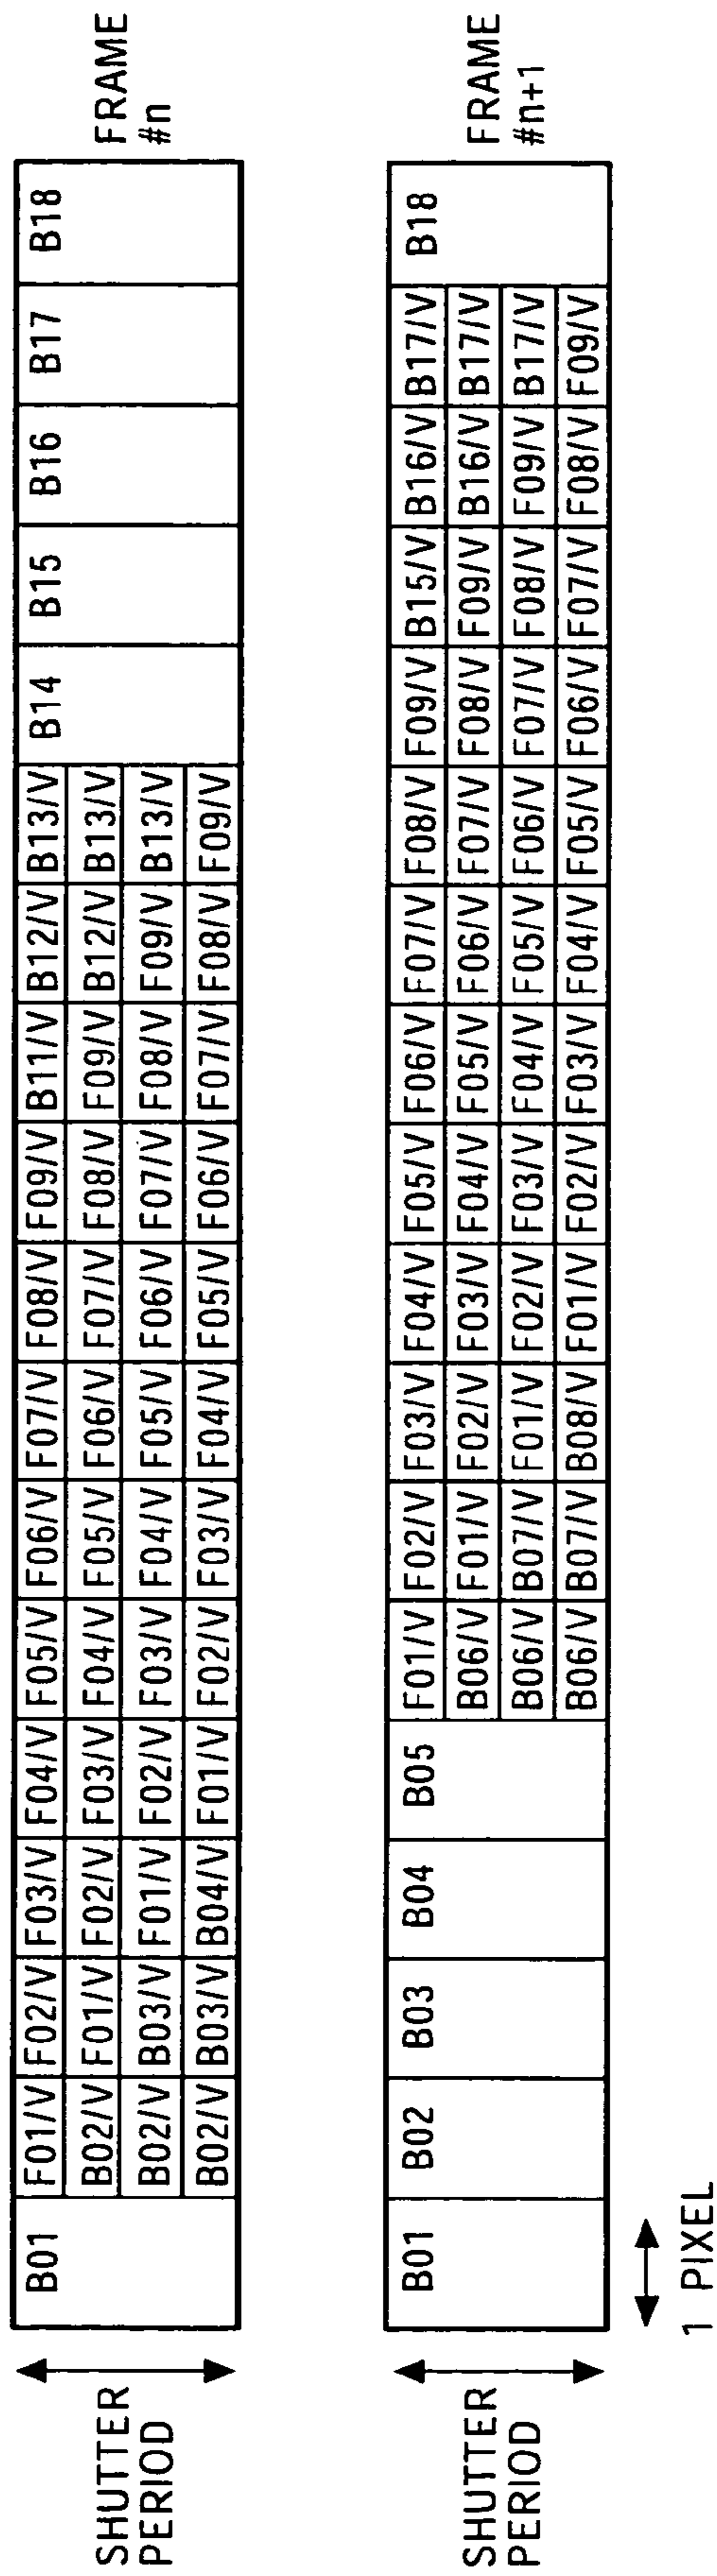 B01 F01/V F02/V F03/V F04/V F05/V F06/V F07/V F08/V F09/V B11/V B12/V B13/V B14 B15 B16 B17 B18
B02/V F01/V F02/V F03/V F04/V F05/V F06/V F07/V F08/V F09/V B12/V B13/V
B02/V B03/V F01/V F02/V F03/V F04/V F05/V F06/V F07/V F08/V F09/V B13/V
B02/V B03/V B04/V F01/V F02/V F03/V F04/V F05/V F06/V F07/V F08/V F09/V
SHUTTER
PERIOD
FRAME
#n
B01 B02 B03 B04 B05 F01/V F02/V F03/V F04/V F05/V F06/V F07/V F08/V F09/V B15/V B16/V B17/V B18
B06/V F01/V F02/V F03/V F04/V F05/V F06/V F07/V F08/V F09/V B16/V B17/V
B06/V B07/V F01/V F02/V F03/V F04/V F05/V F06/V F07/V F08/V F09/V B17/V
B06/V B07/V B08/V F01/V F02/V F03/V F04/V F05/V F06/V F07/V F08/V F09/V
SHUTTER
PERIOD
FRAME
#n+1
1 PIXEL